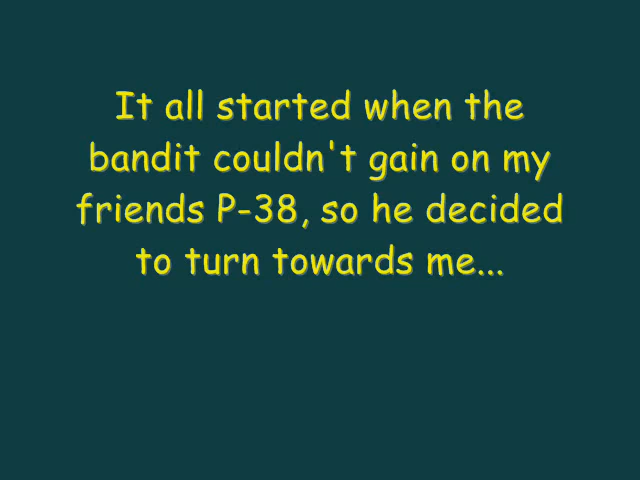 It all started when the
bandit couldn't gain on my
friends P-38, so he decided
to turn towards me...